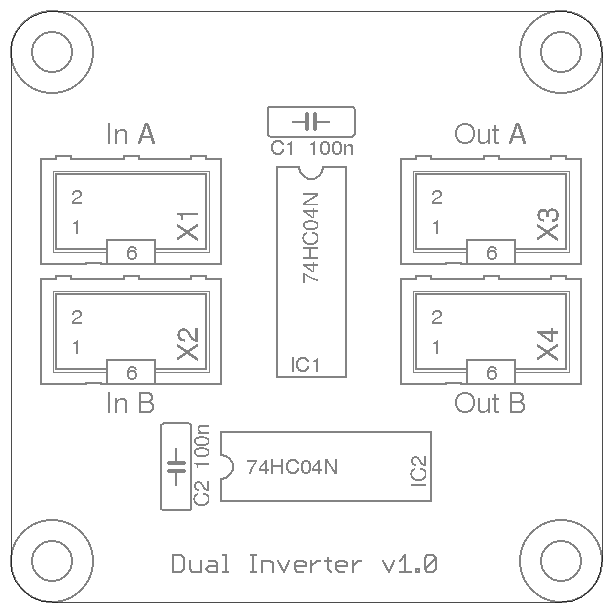 In A
Out A
C1 100n
2
1
X1
6
74HC04N
IC1
2
1
X3
6
2
1
X2
6
2
1
X4
6
In B
Out B
C2 100n
74HC04N
IC2
Dual Inverter v1.0